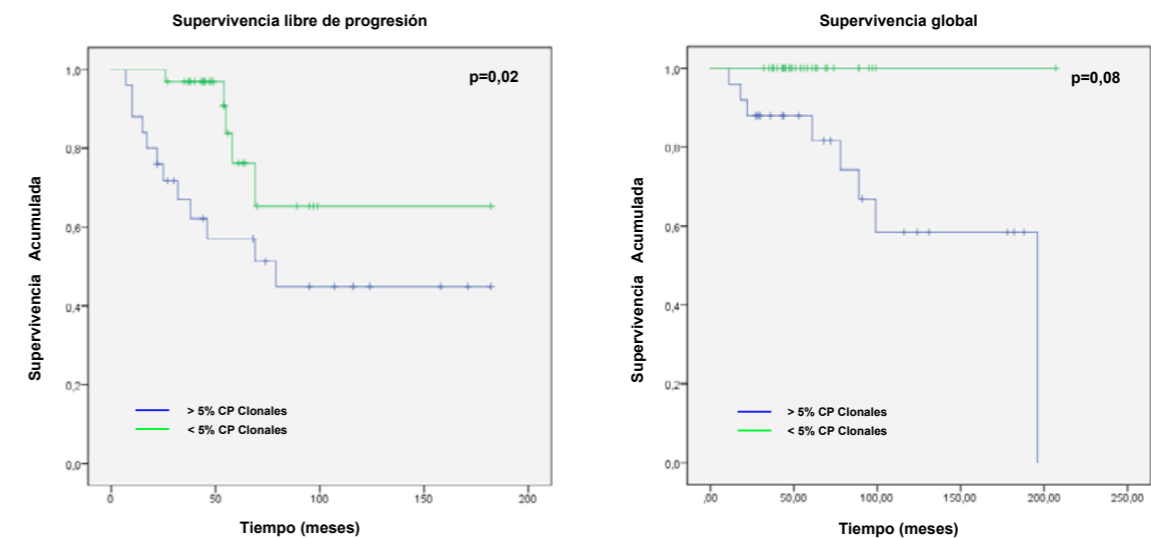 Supervivencia libre de progresión
p=0,02
Supervivencia Acumulada
1,0
0,8
0,6
0,4
0,2
0,0
> 5% CP Clonales
< 5% CP Clonales
0 50 100 150 200
Tiempo (meses)
Supervivencia global
p=0,08
Supervivencia Acumulada
1,0
0,8
0,6
0,4
0,2
0,0
> 5% CP Clonales
< 5% CP Clonales
,00 50,00 100,00 150,00 200,00 250,00
Tiempo (meses)